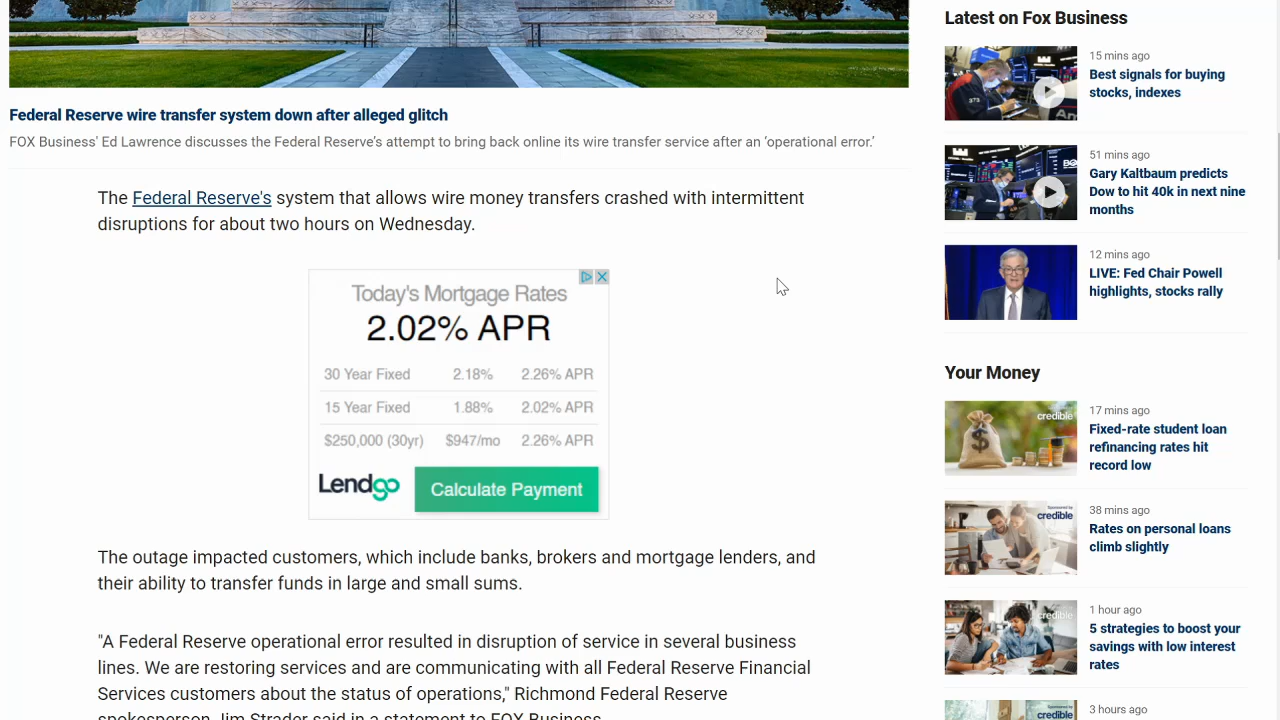 Federal Reserve wire transfer system down after alleged glitch
FOX Business' Ed Lawrence discusses the Federal Reserve's attempt to bring back online its wire transfer service after an 'operational error.'
The Federal Reserve's system that allows wire money transfers crashed with intermittent
disruptions for about two hours on Wednesday.
Today's Mortgage Rates
2.02% APR
30 Year Fixed 2.18% 2.26% APR
15 Year Fixed 1.88% 2.02% APR
$250,000 (30yr) $947/mo 2.26% APR
Lendgo Calculate Payment
The outage impacted customers, which include banks, brokers and mortgage lenders, and
their ability to transfer funds in large and small sums.
"A Federal Reserve operational error resulted in disruption of service in several business
lines. We are restoring services and are communicating with all Federal Reserve Financial
Services customers about the status of operations," Richmond Federal Reserve
spokesperson Jim Strader said in a statement to FOX Business.
Latest on Fox Business
15 mins ago
Best signals for buying
stocks, indexes
51 mins ago
Gary Kaltbaum predicts
Dow to hit 40k in next nine
months
12 mins ago
LIVE: Fed Chair Powell
highlights, stocks rally
Your Money
credible
17 mins ago
Fixed-rate student loan
refinancing rates hit
record low
Sponsored by
credible
38 mins ago
Rates on personal loans
climb slightly
credible
1 hour ago
5 strategies to boost your
savings with low interest
rates
3 hours ago